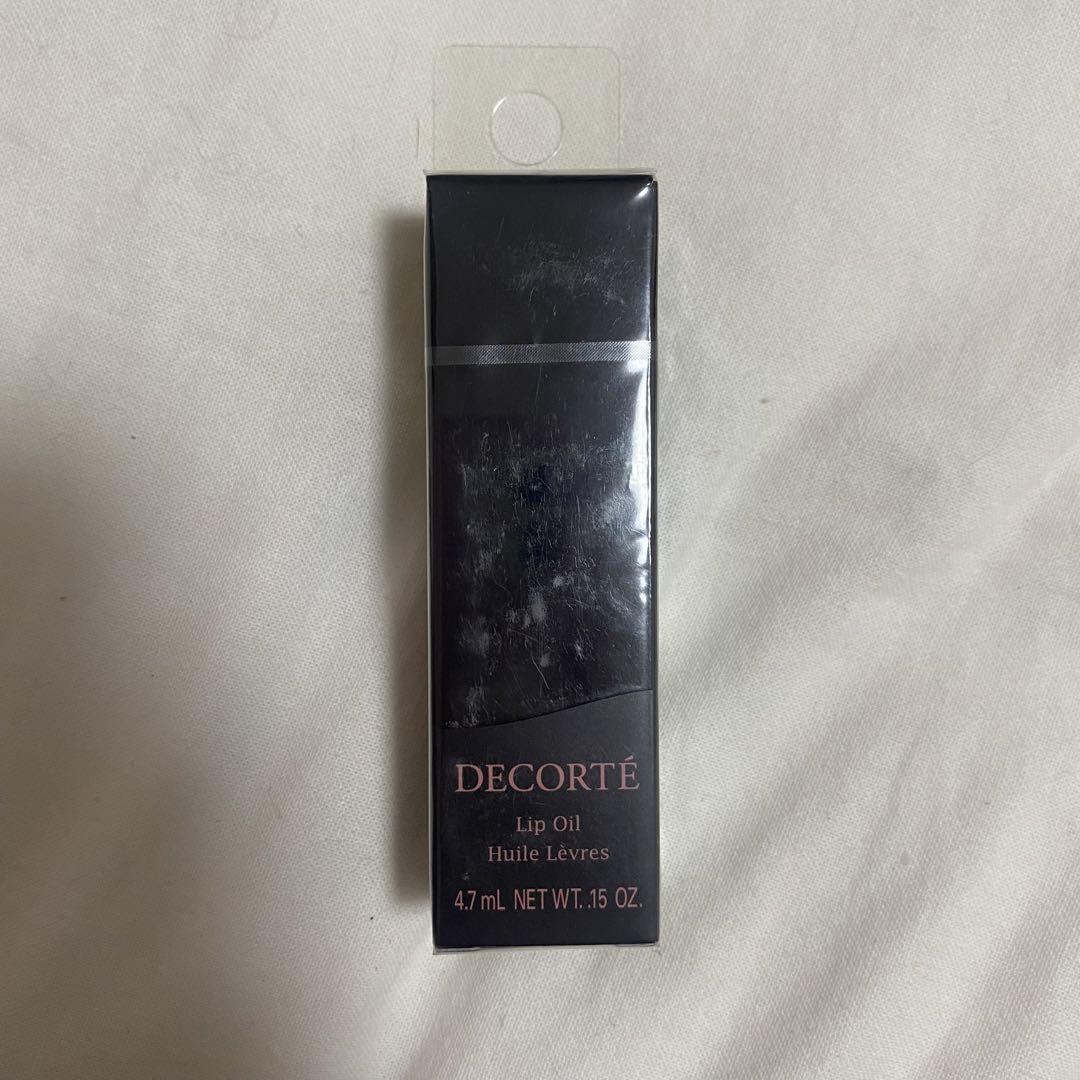 DECORTÉ
Lip Oil
Huile Lèvres
4.7 mL NET WT. .15 OZ.